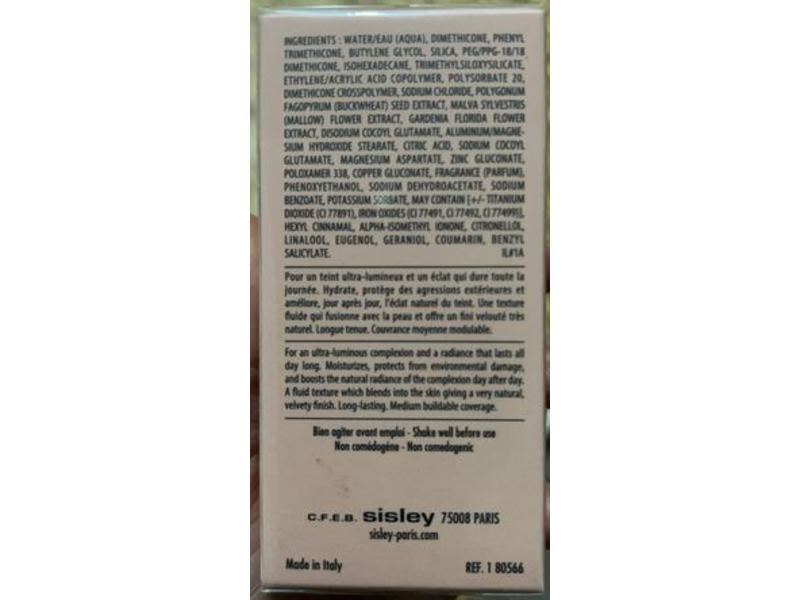 INGREDIENTS : WATER/EAU (AQUA), DIMETHICONE, PHENYL
TRIMETHICONE, BUTYLENE GLYCOL, SILICA, PEG/PPG-18/18
DIMETHICONE, ISOHEXADECANE, TRIMETHYLSILOXYSILICATE,
ETHYLENE/ACRYLIC ACID COPOLYMER, POLYSORBATE 20,
DIMETHICONE CROSSPOLYMER, SODIUM CHLORIDE, POLYGONUM
FAGOPYRUM (BUCKWHEAT) SEED EXTRACT, MALVA SYLVESTRIS
(MALLOW) FLOWER EXTRACT, GARDENIA FLORIDA FLOWER
EXTRACT, DISODIUM COCOYL GLUTAMATE, ALUMINUM/MAGNE-
SIUM HYDROXIDE STEARATE, CITRIC ACID, SODIUM COCOYL
GLUTAMATE, MAGNESIUM ASPARTATE, ZINC GLUCONATE,
POLOXAMER 338, COPPER GLUCONATE, FRAGRANCE (PARFUM),
PHENOXYETHANOL, SODIUM DEHYDROACETATE, SODIUM
BENZOATE, POTASSIUM SORBATE, MAY CONTAIN [+/- TITANIUM
DIOXIDE (CI 77891), IRON OXIDES (CI 77491, CI 77492, CI 77499)],
HEXYL CINNAMAL, ALPHA-ISOMETHYL IONONE, CITRONELLOL,
LINALOOL, EUGENOL, GERANIOL, COUMARIN, BENZYL
SALICYLATE. IL#1A
Pour un teint ultra-lumineux et un éclat qui dure toute la
journée. Hydrate, protège des agressions extérieures et
améliore, jour après jour, l'éclat naturel du teint. Une texture
fluide qui fusionne avec la peau et offre un fini velouté très
naturel. Longue tenue. Couvrance moyenne modulable.
For an ultra-luminous complexion and a radiance that lasts all
day long. Moisturizes, protects from environmental damage,
and boosts the natural radiance of the complexion day after day.
A fluid texture which blends into the skin giving a very natural,
velvety finish. Long-lasting. Medium buildable coverage.
Bien agiter avant emploi - Shake well before use
Non comédogène - Non comedogenic
C.F.E.B. sisley 75008 PARIS
sisley-paris.com
Made in Italy REF. 1 80566